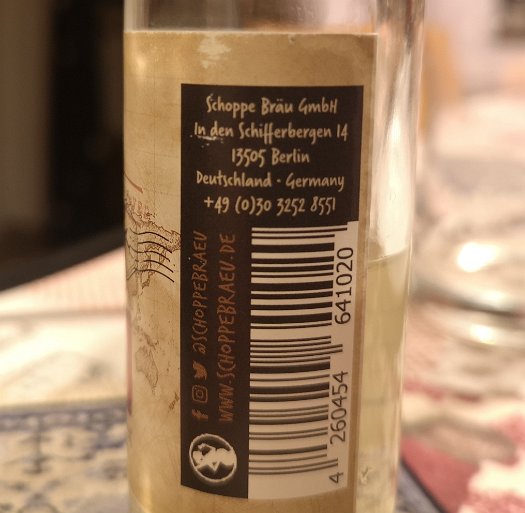 Schoppe Bräu GmbH
In den Schifferbergen 14
13505 Berlin
Deutschland · Germany
+49 (0)30 3252 8551
@SCHOPPEBRAEU
WWW.SCHOPPEBRAEU.DE
4 260454 641020